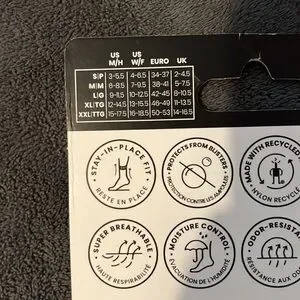 US M/H US W/F EURO UK
S|P 3-5.5 4-6.5 34-37 2-4.5
M|M 6-8.5 7-9.5 38-41 5-7.5
L|G 9-11.5 10-12.5 42-45 8-10.5
XL|TG 12-14.5 13-15.5 46-49 11-13.5
XXL|TTG 15-17.5 16-18.5 50-53 14-16.5
STAY-IN-PLACE FIT
RESTE EN PLACE
PROTECTS FROM BLISTERS
PROTECTION CONTRE LES AMPOULES
MADE WITH RECYCLED
NYLON RECYCL
SUPER BREATHABLE
HAUTE RESPIRABILITÉ
MOISTURE CONTROL
ÉVACUATION DE L'HUMIDITÉ
ODOR-RESISTA
RÉSISTANCE AUX OD